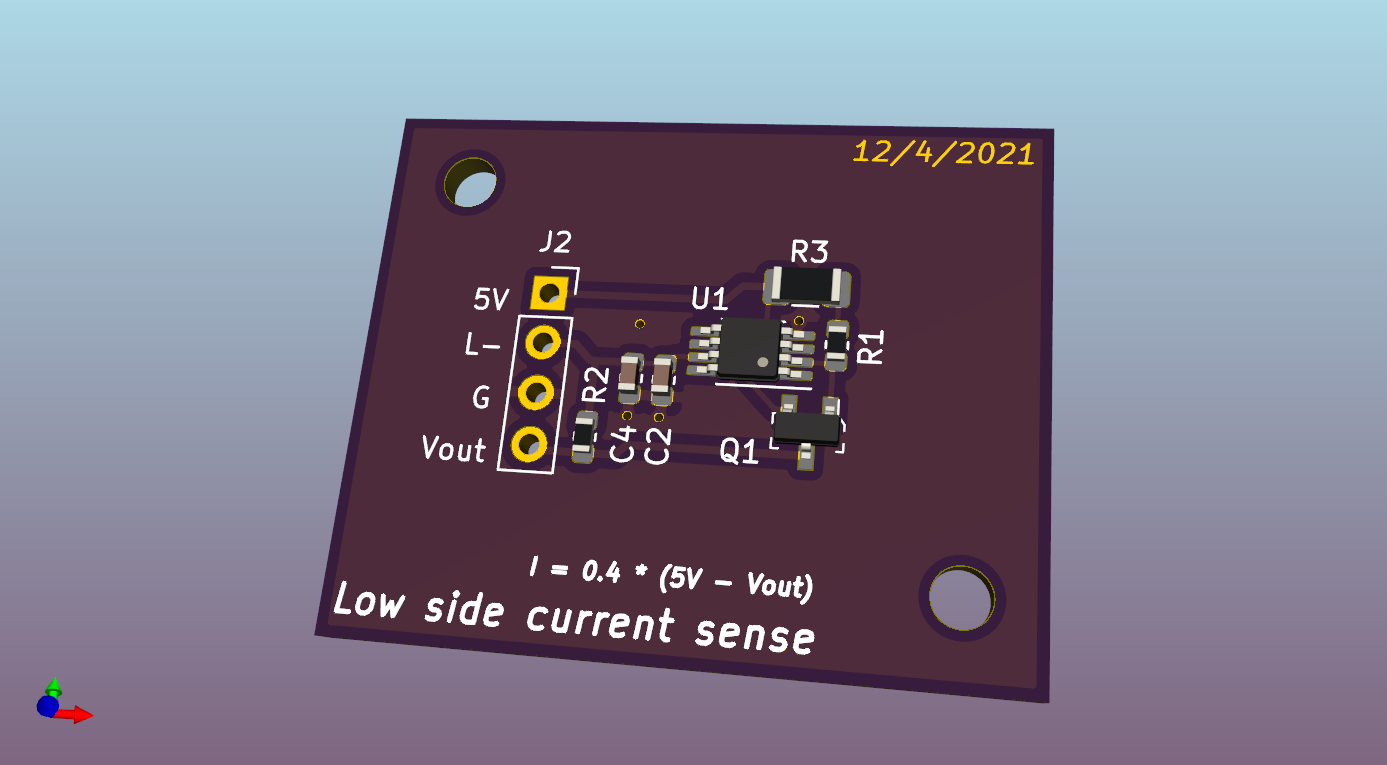 12/4/2021
J2
R3
5V
U1
L-
R1
G
R2
Vout
C4
C2
Q1
I = 0.4 * (5V - Vout)
Low side current sense